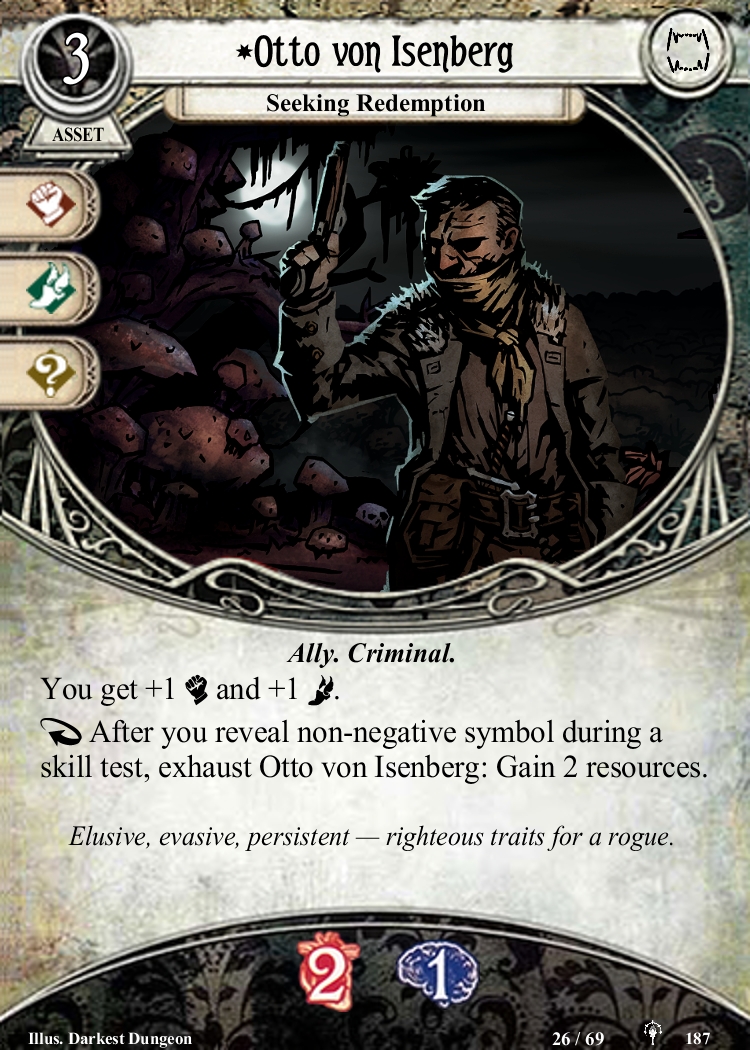 3
*Otto von Isenberg
Seeking Redemption
ASSET
?
Ally. Criminal.
You get +1 and +1 .
After you reveal non-negative symbol during a
skill test, exhaust Otto von Isenberg: Gain 2 resources.
Elusive, evasive, persistent — righteous traits for a rogue.
2 1
Illus. Darkest Dungeon 26 / 69 187